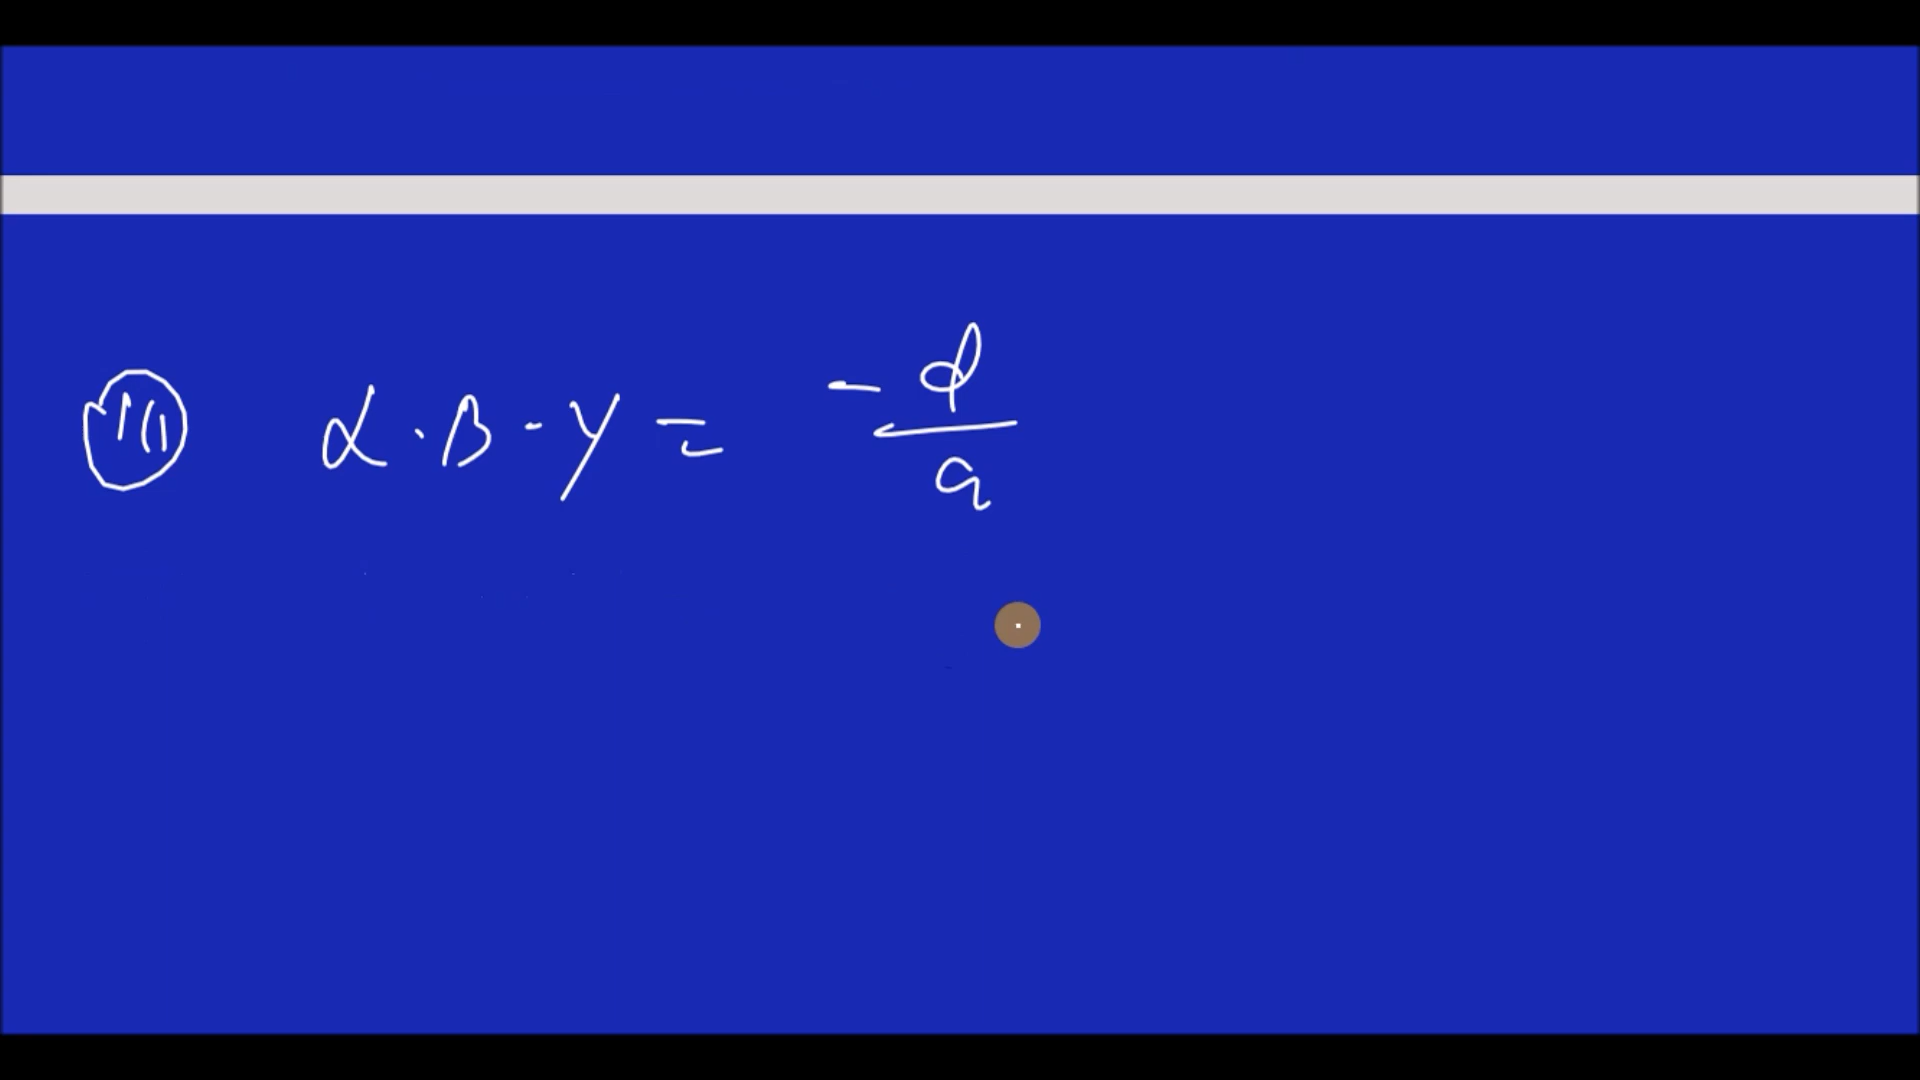 (III) α · β · γ = -d/a